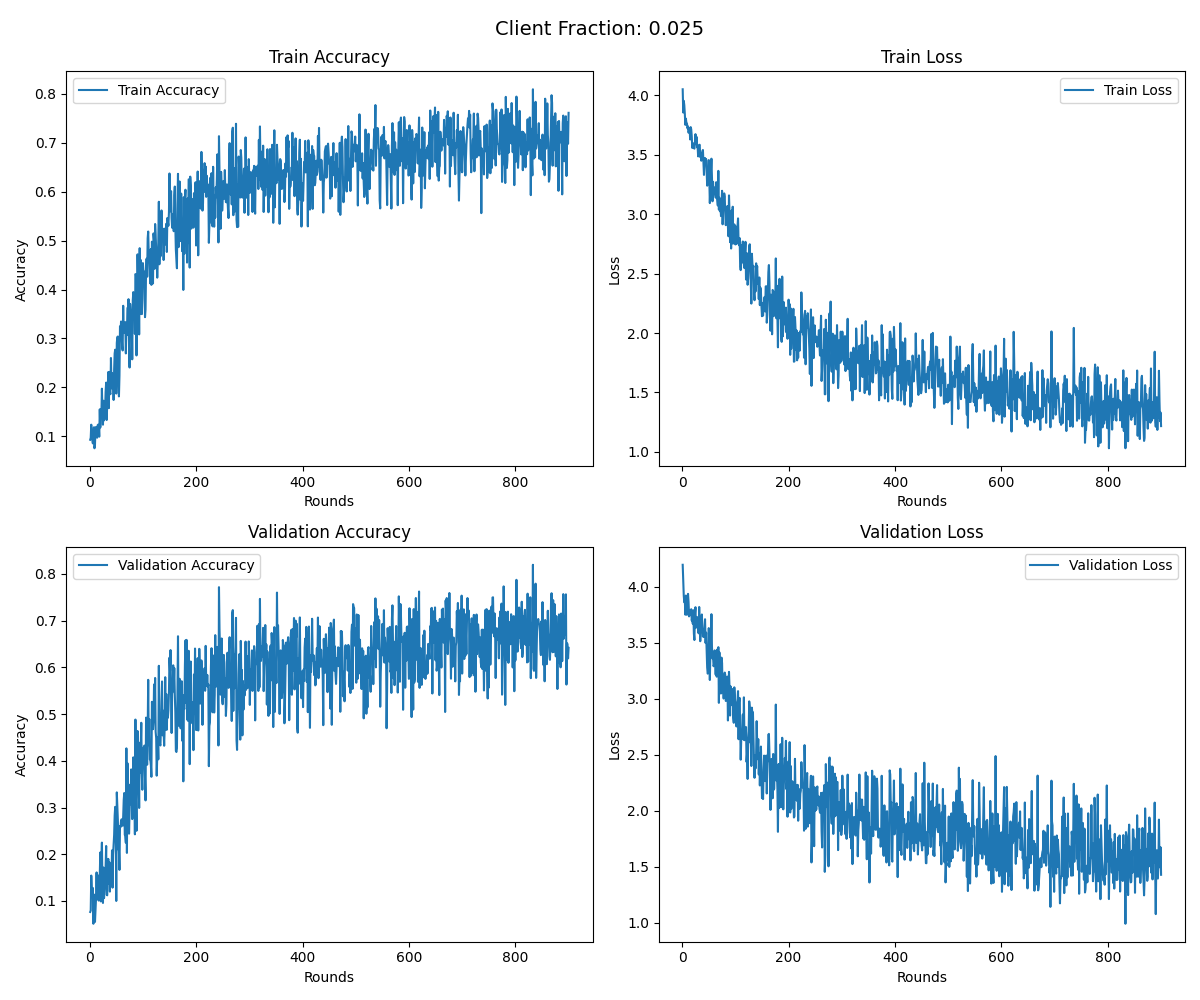 Client Fraction: 0.025
Train Accuracy
Train Accuracy
0.8
0.7
0.6
0.5
0.4
0.3
0.2
0.1
Accuracy
0 200 400 600 800
Rounds
Train Loss
Train Loss
4.0
3.5
3.0
2.5
2.0
1.5
1.0
Loss
0 200 400 600 800
Rounds
Validation Accuracy
Validation Accuracy
0.8
0.7
0.6
0.5
0.4
0.3
0.2
0.1
Accuracy
0 200 400 600 800
Rounds
Validation Loss
Validation Loss
4.0
3.5
3.0
2.5
2.0
1.5
1.0
Loss
0 200 400 600 800
Rounds